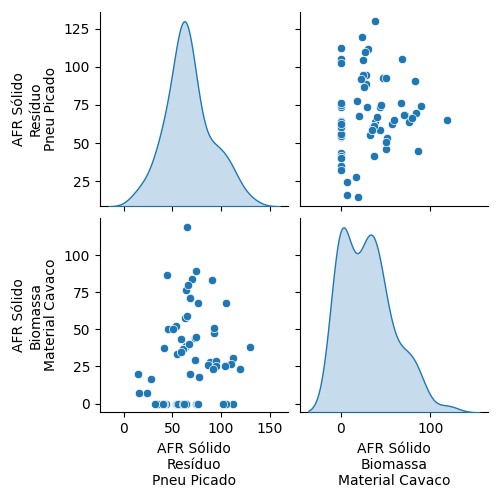 125
100
75
50
25
AFR Sólido
Resíduo
Pneu Picado
100
75
50
25
0
AFR Sólido
Biomassa
Material Cavaco
0
50
100
150
AFR Sólido
Resíduo
Pneu Picado
0
100
AFR Sólido
Biomassa
Material Cavaco